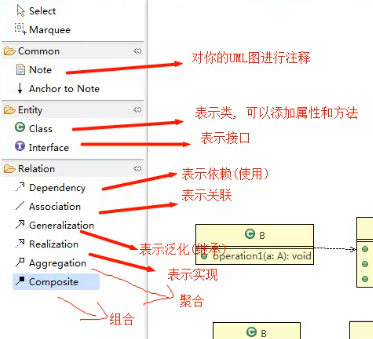 Select
Marquee
Common
Note
对你的UML图进行注释
Anchor to Note
Entity
表示类, 可以添加属性和方法
Class
表示接口
Interface
Relation
表示依赖(使用)
Dependency
表示关联
Association
Generalization
C B
表示泛化(继承)
Realization
operation1(a: A): void
表示实现
Aggregation
Composite
聚合
组合
C B